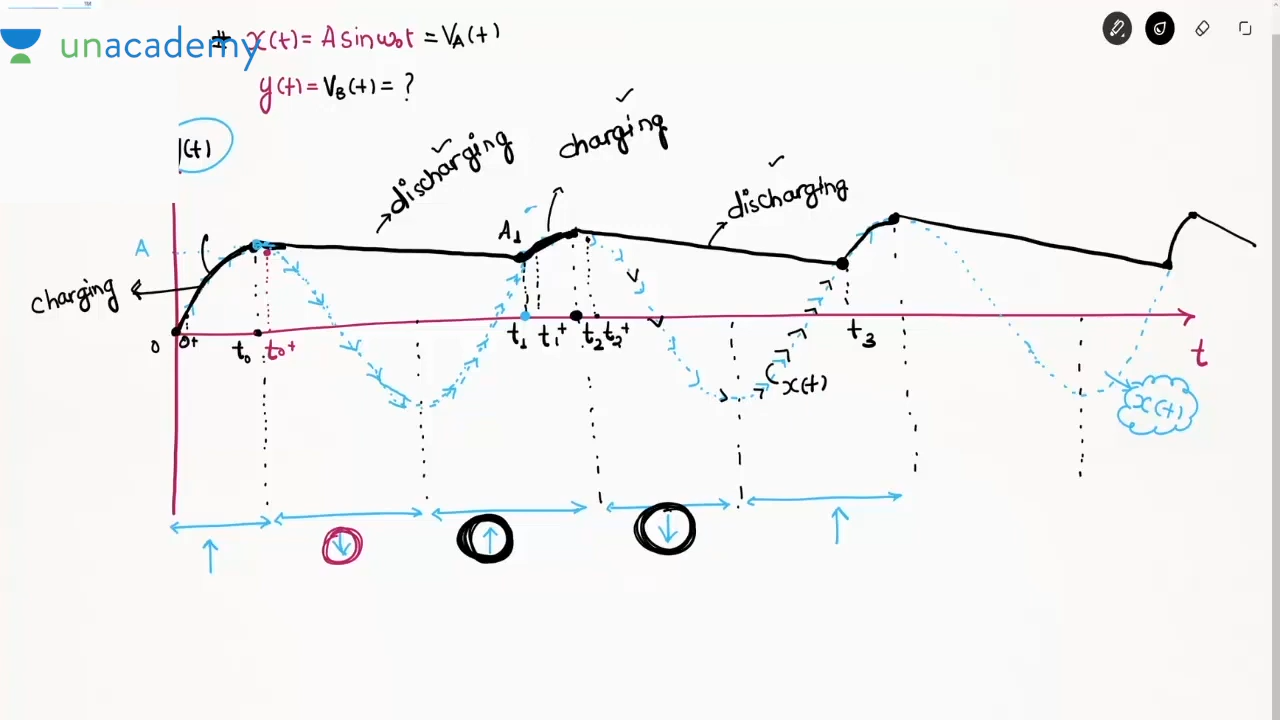 TM
unacademy
# x(t) = A sin ω₀t = V_A(t)
y(t) = V_B(t) = ?
(t)
discharging
charging
discharging
A
A₁
charging
0
0+
t₀
t₀+
t₁
t₁+
t₂
t₂+
t₃
t
x(t)
x(t)